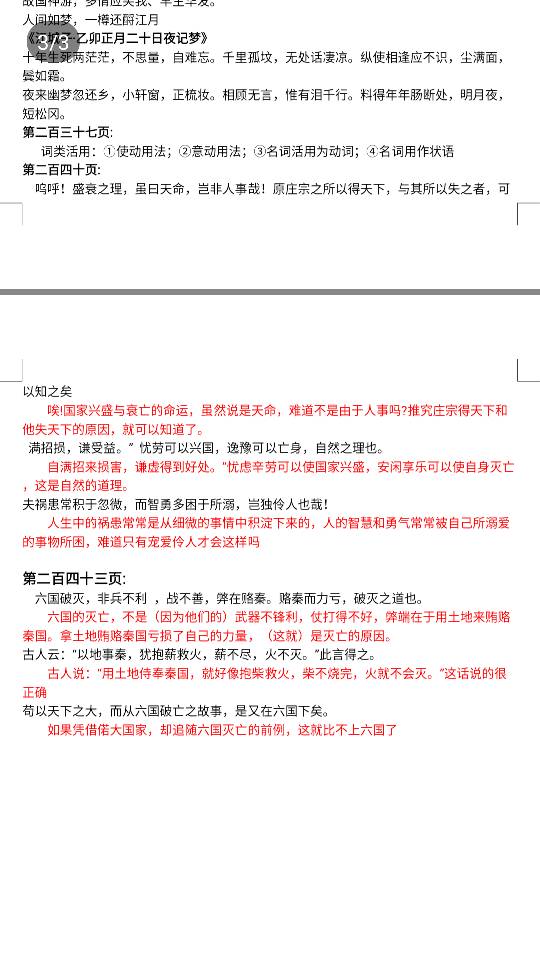 故国神游，多情应笑我、早生华发。
人间如梦，一樽还酹江月
《江城子·乙卯正月二十日夜记梦》
3/3
十年生死两茫茫，不思量，自难忘。千里孤坟，无处话凄凉。纵使相逢应不识，尘满面，
鬓如霜。
夜来幽梦忽还乡，小轩窗，正梳妆。相顾无言，惟有泪千行。料得年年肠断处，明月夜，
短松冈。
第二百三十七页:
词类活用：①使动用法；②意动用法；③名词活用为动词；④名词用作状语
第二百四十页:
呜呼！盛衰之理，虽曰天命，岂非人事哉！原庄宗之所以得天下，与其所以失之者，可
以知之矣
唉!国家兴盛与衰亡的命运，虽然说是天命，难道不是由于人事吗?推究庄宗得天下和
他失天下的原因，就可以知道了。
满招损，谦受益。”忧劳可以兴国，逸豫可以亡身，自然之理也。
自满招来损害，谦虚得到好处。”忧虑辛劳可以使国家兴盛，安闲享乐可以使自身灭亡
，这是自然的道理。
夫祸患常积于忽微，而智勇多困于所溺，岂独伶人也哉！
人生中的祸患常常是从细微的事情中积淀下来的，人的智慧和勇气常常被自己所溺爱
的事物所困，难道只有宠爱伶人才会这样吗
第二百四十三页:
六国破灭，非兵不利 ，战不善，弊在赂秦。赂秦而力亏，破灭之道也。
六国的灭亡，不是（因为他们的）武器不锋利，仗打得不好，弊端在于用土地来贿赂
秦国。拿土地贿赂秦国亏损了自己的力量，（这就）是灭亡的原因。
古人云：“以地事秦，犹抱薪救火，薪不尽，火不灭。”此言得之。
古人说：“用土地侍奉秦国，就好像抱柴救火，柴不烧完，火就不会灭。”这话说的很
正确
苟以天下之大，而从六国破亡之故事，是又在六国下矣。
如果凭借偌大国家，却追随六国灭亡的前例，这就比不上六国了